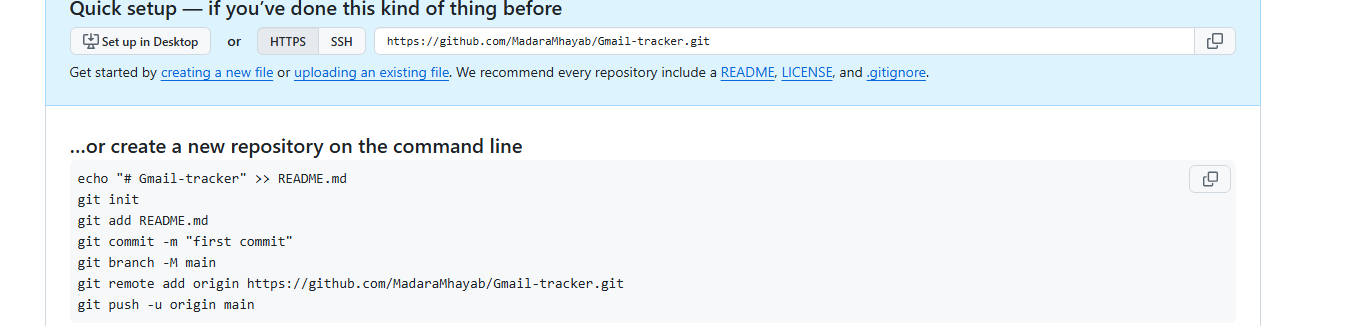 Quick setup — if you’ve done this kind of thing before
Set up in Desktop or HTTPS SSH https://github.com/MadaraMhayab/Gmail-tracker.git
Get started by creating a new file or uploading an existing file. We recommend every repository include a README, LICENSE, and .gitignore.
…or create a new repository on the command line
echo "# Gmail-tracker" >> README.md
git init
git add README.md
git commit -m "first commit"
git branch -M main
git remote add origin https://github.com/MadaraMhayab/Gmail-tracker.git
git push -u origin main